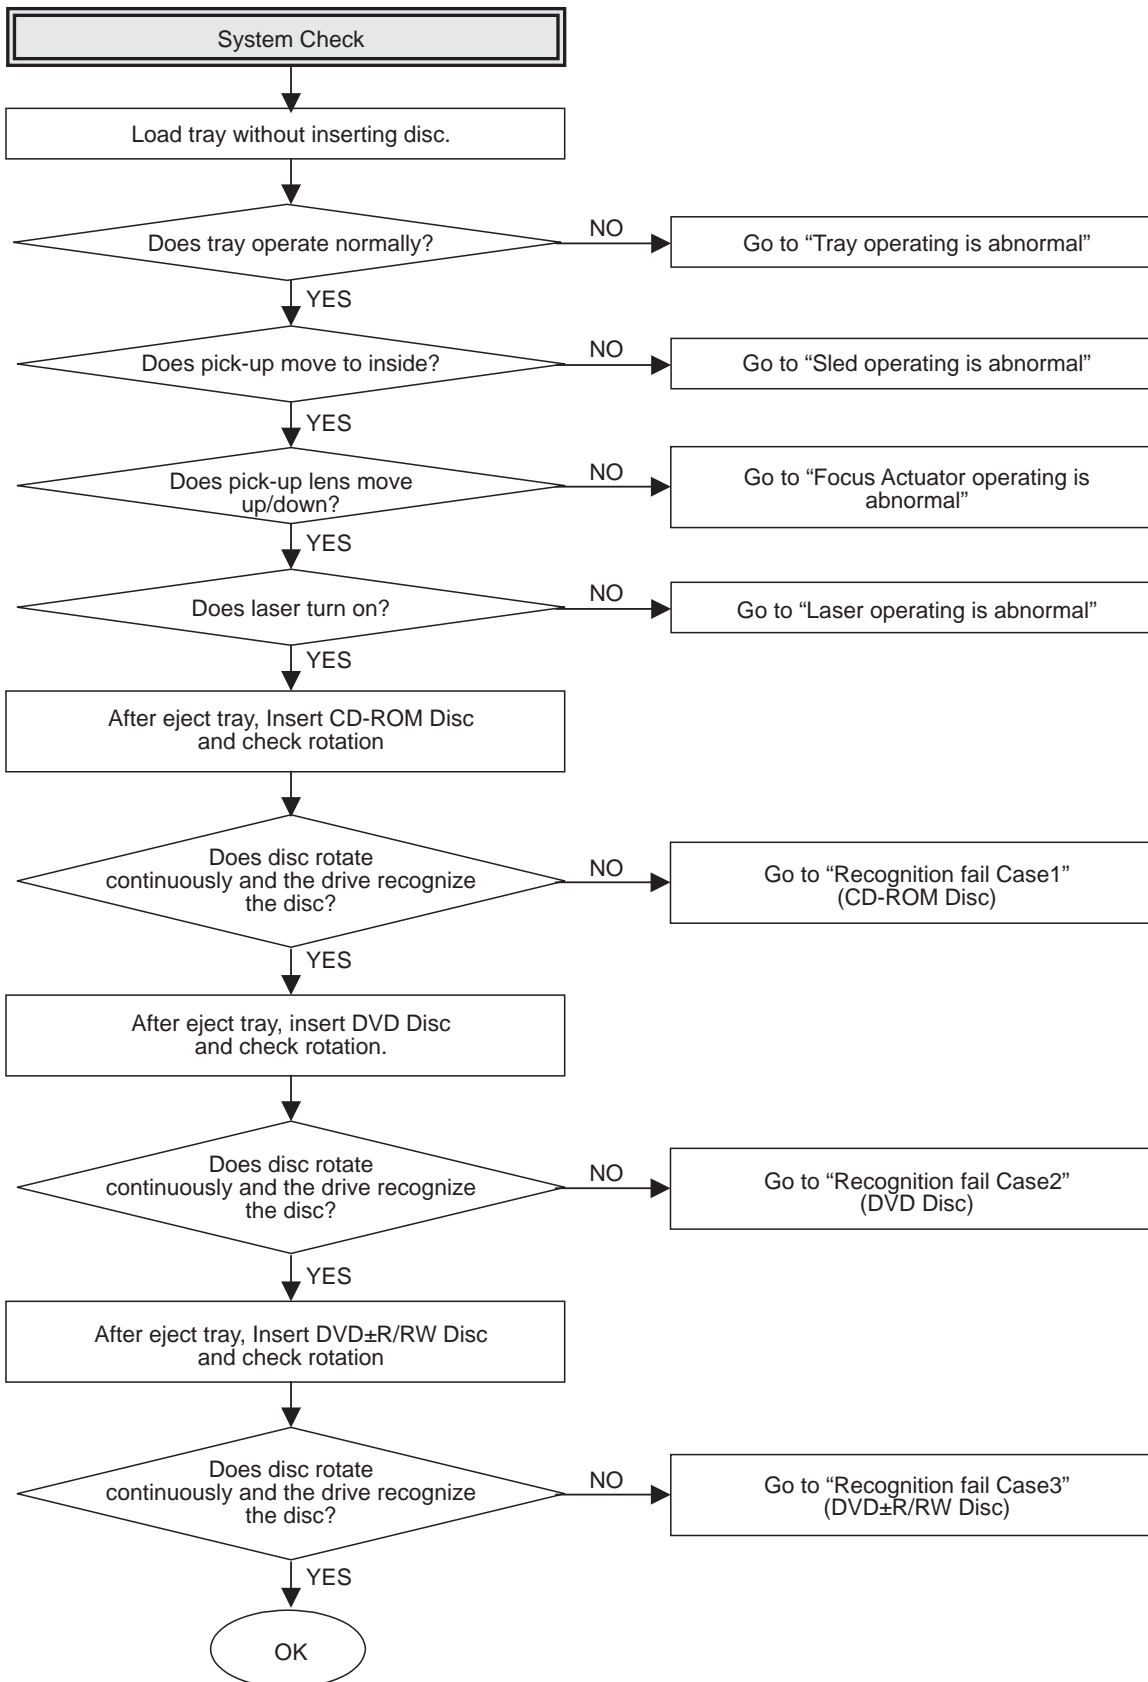 System Check
Load tray without inserting disc.
Does tray operate normally?
NO
Go to “Tray operating is abnormal”
YES
Does pick-up move to inside?
NO
Go to “Sled operating is abnormal”
YES
Does pick-up lens move
up/down?
NO
Go to “Focus Actuator operating is
abnormal”
YES
Does laser turn on?
NO
Go to “Laser operating is abnormal”
YES
After eject tray, Insert CD-ROM Disc
and check rotation
Does disc rotate
continuously and the drive recognize
the disc?
NO
Go to “Recognition fail Case1”
(CD-ROM Disc)
YES
After eject tray, insert DVD Disc
and check rotation.
Does disc rotate
continuously and the drive recognize
the disc?
NO
Go to “Recognition fail Case2”
(DVD Disc)
YES
After eject tray, Insert DVD±R/RW Disc
and check rotation
Does disc rotate
continuously and the drive recognize
the disc?
NO
Go to “Recognition fail Case3”
(DVD±R/RW Disc)
YES
OK